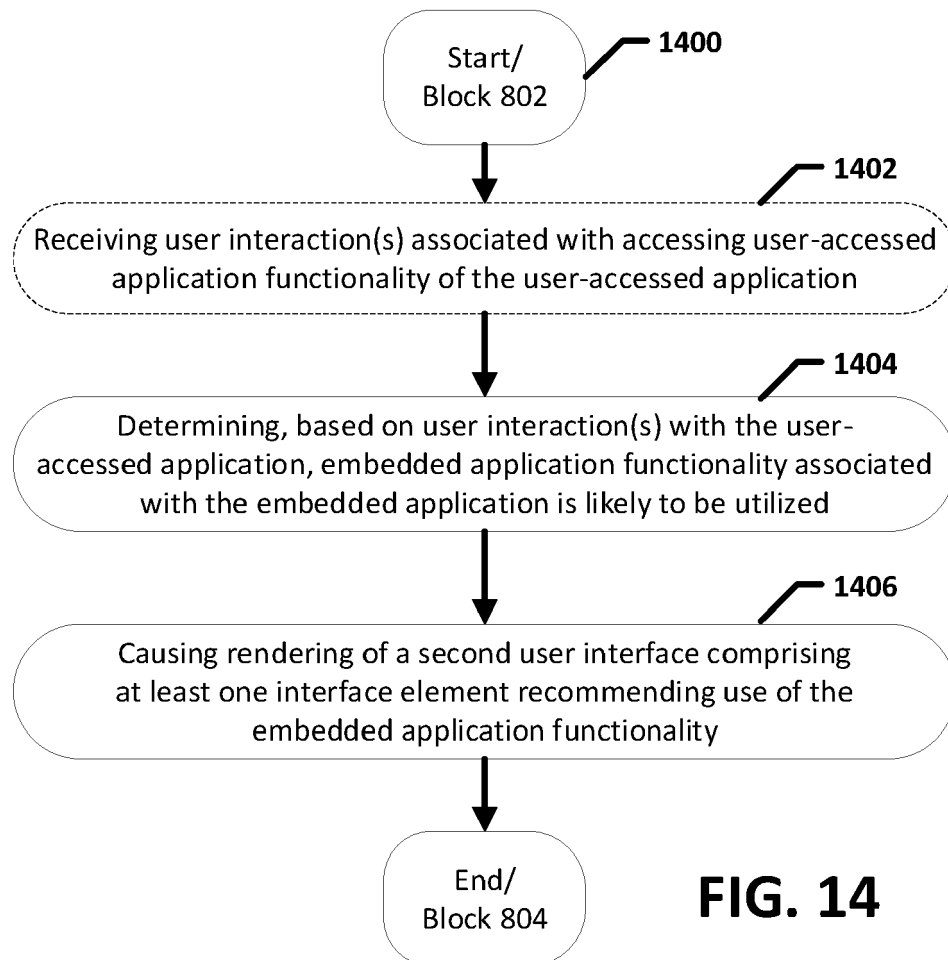 Start/
Block 802
1400
1402
Receiving user interaction(s) associated with accessing user-accessed
application functionality of the user-accessed application
1404
Determining, based on user interaction(s) with the user-
accessed application, embedded application functionality associated
with the embedded application is likely to be utilized
1406
Causing rendering of a second user interface comprising
at least one interface element recommending use of the
embedded application functionality
End/
Block 804
FIG. 14